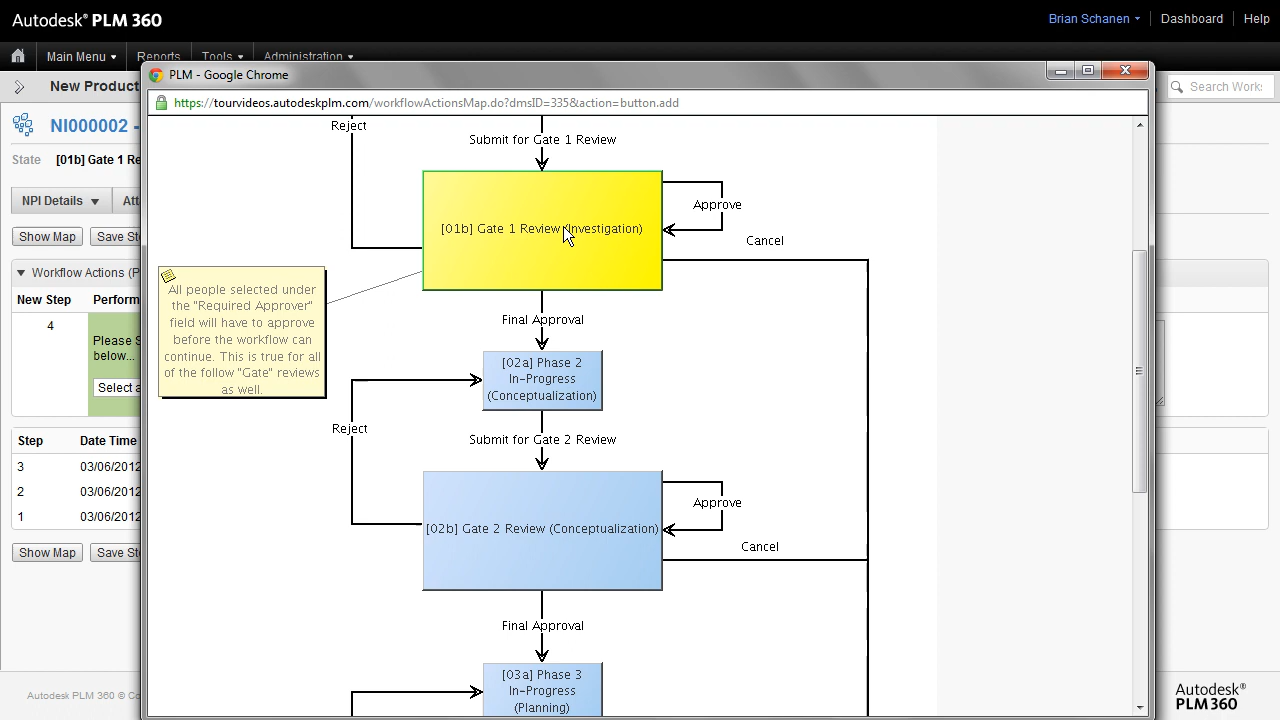 Autodesk® PLM 360
Brian Schanen
Dashboard
Help
Main Menu
Reports
Tools
Administration
New Product
Search Works
PLM - Google Chrome
https://tourvideos.autodeskplm.com/workflowActionsMap.do?dmsID=335&action=button.add
NI000002 -
State
[01b] Gate 1 Re
NPI Details
Att
Show Map
Save St
Workflow Actions (P
New Step
Perform
4
Please S
below...
Select a
Step
Date Time
3
03/06/2012
2
03/06/2012
1
03/06/2012
Show Map
Save St
Reject
Submit for Gate 1 Review
[01b] Gate 1 Review (Investigation)
Approve
Cancel
All people selected under
the "Required Approver"
field will have to approve
before the workflow can
continue. This is true for all
of the follow "Gate" reviews
as well.
Final Approval
[02a] Phase 2
In-Progress
(Conceptualization)
Reject
Submit for Gate 2 Review
[02b] Gate 2 Review (Conceptualization)
Approve
Cancel
Final Approval
[03a] Phase 3
In-Progress
(Planning)
Autodesk PLM 360 © Co
Autodesk®
PLM 360